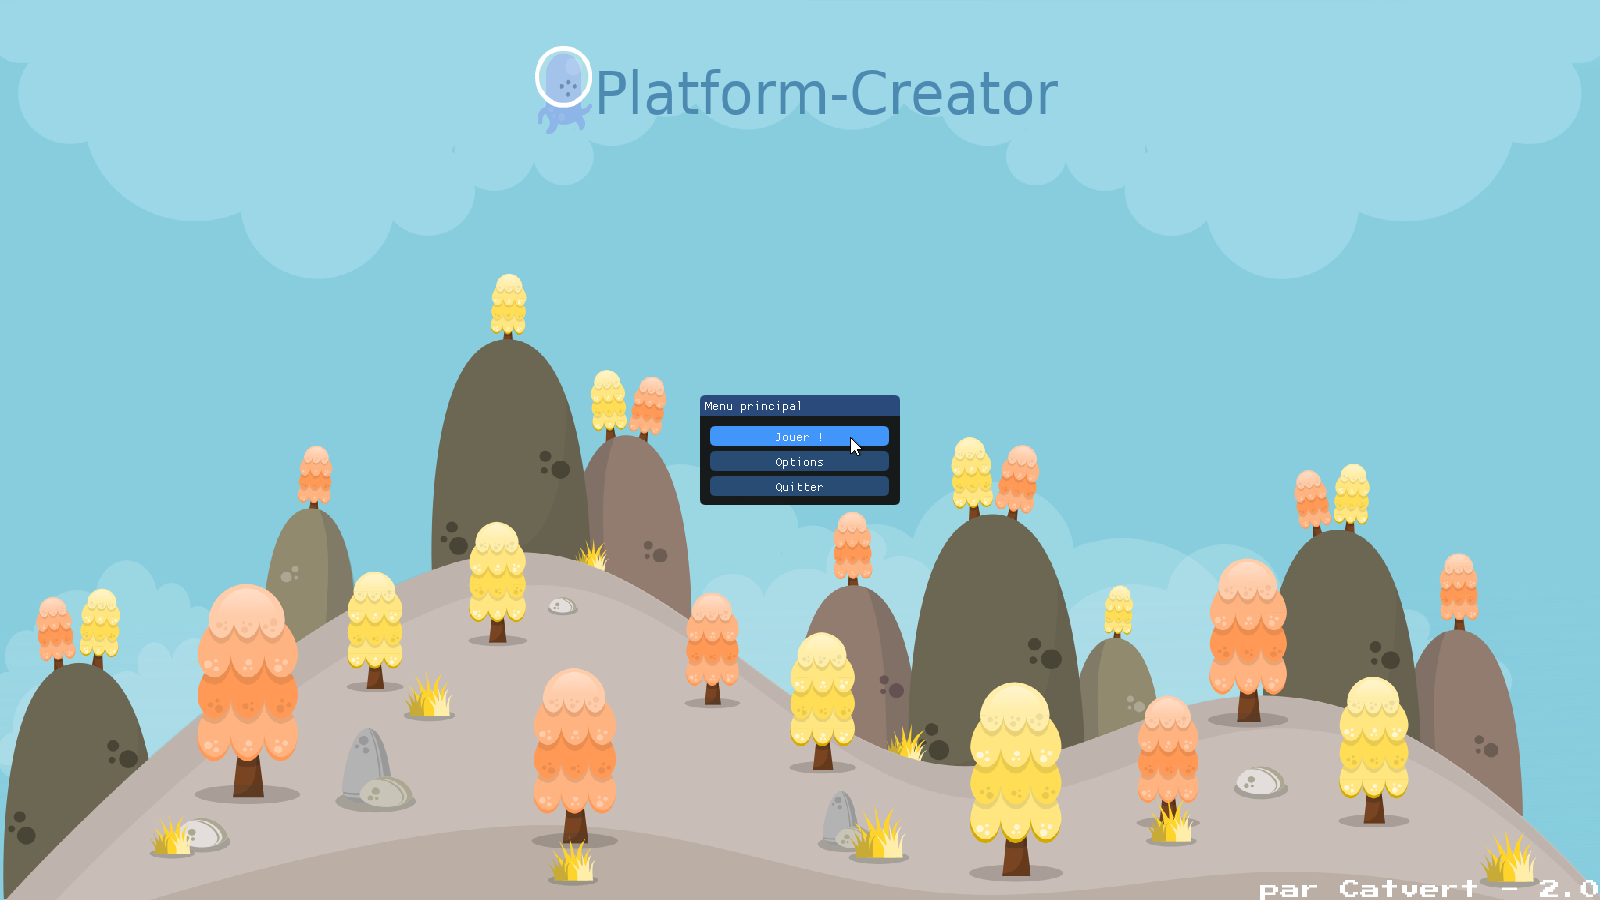 Platform-Creator
Menu principal
Jouer !
Options
Quitter
par Catvert - 2.0